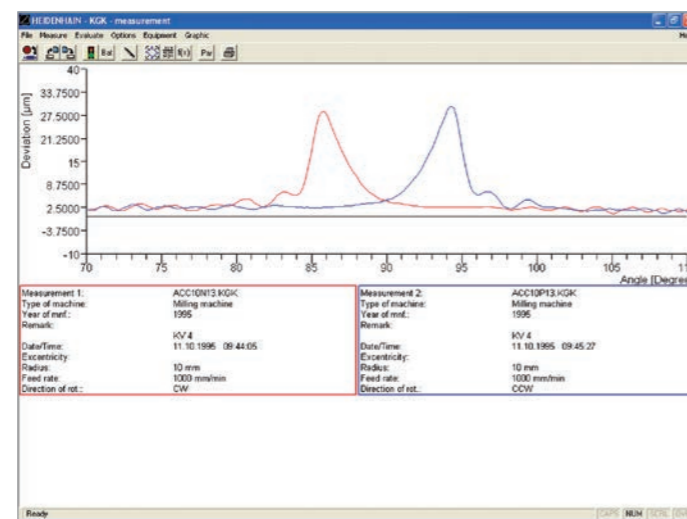 HEIDENHAIN - KGK - measurement
File Measure Evaluate Options Equipment Graphic
Bal f(x) Par
Deviation [µm]
40
33.7500
27.5000
21.2500
15
8.7500
2.5000
-3.7500
-10
70 75 80 85 90 95 100 105
Angle [Degree
Measurement 1: ACC10N13.KGK
Type of machine: Milling machine
Year of mnf.: 1995
Remark:
KV 4
Date/Time: 11.10.1995 09:44:05
Excentricity:
Radius: 10 mm
Feed rate: 1000 mm/min
Direction of rot.: CW
Measurement 2: ACC10P13.KGK
Type of machine: Milling machine
Year of mnf.: 1995
Remark:
KV 4
Date/Time: 11.10.1995 09:45:27
Excentricity:
Radius: 10 mm
Feed rate: 1000 mm/min
Direction of rot.: CCW
Ready CAPS NUM SCRL